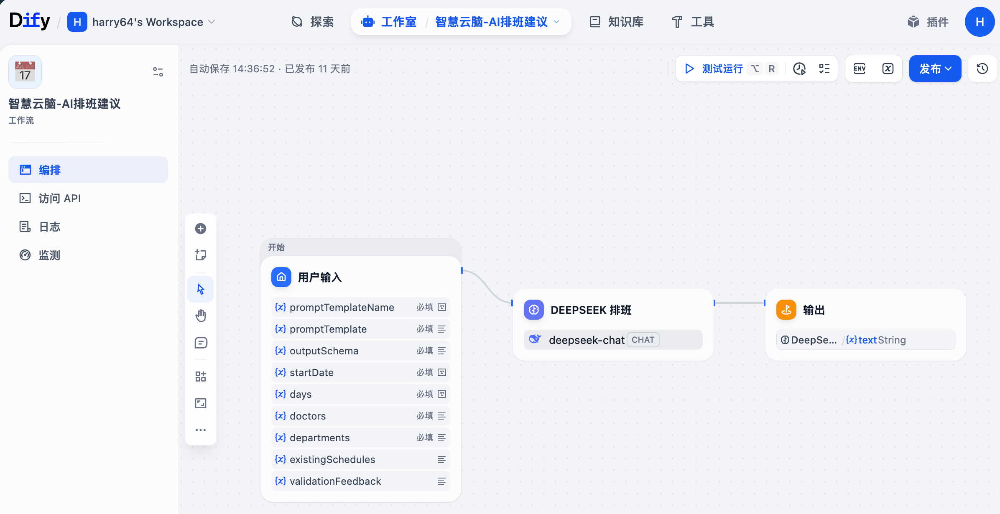 Dify / H harry64's Workspace
探索
工作室 / 智慧云脑-AI排班建议
知识库
工具
插件
H
JUL
17
智慧云脑-AI排班建议
工作流
编排
访问 API
日志
监测
自动保存 14:36:52 · 已发布 11 天前
测试运行 ⌥ R
ENV
发布
开始
用户输入
{x} promptTemplateName 必填
{x} promptTemplate 必填
{x} outputSchema 必填
{x} startDate 必填
{x} days 必填
{x} doctors 必填
{x} departments 必填
{x} existingSchedules
{x} validationFeedback
DEEPSEEK 排班
deepseek-chat CHAT
输出
DeepSe... / {x} text String